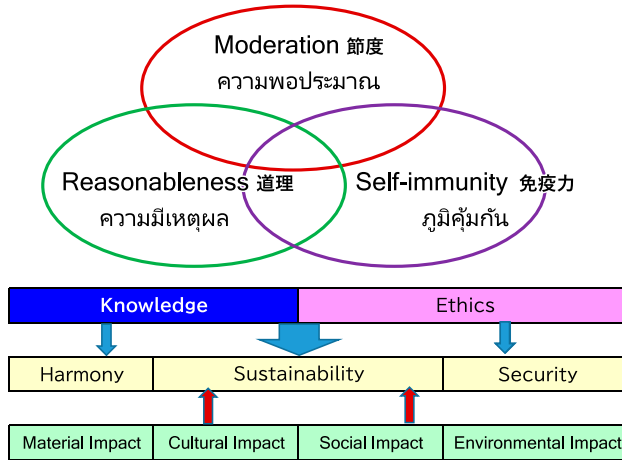 Moderation 節度
ความพอประมาณ
Reasonableness 道理
ความมีเหตุผล
Self-immunity 免疫力
ภูมิคุ้มกัน
Knowledge
Ethics
Harmony
Sustainability
Security
Material Impact
Cultural Impact
Social Impact
Environmental Impact